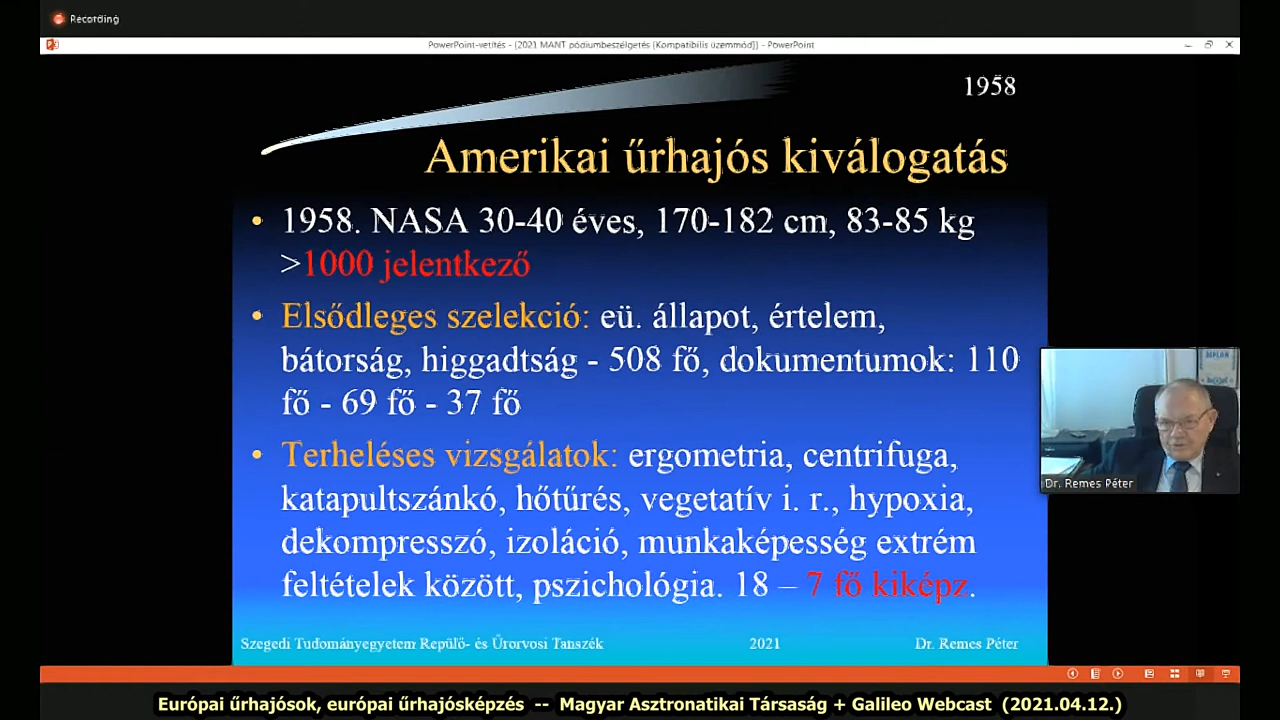 Recording
PowerPoint-vetítés - [2021 MANT pódiumbeszélgetés [Kompatibilis üzemmód]] - PowerPoint
1958
Amerikai űrhajós kiválogatás
• 1958. NASA 30-40 éves, 170-182 cm, 83-85 kg
>1000 jelentkező
• Elsődleges szelekció: eü. állapot, értelem,
bátorság, higgadtság - 508 fő, dokumentumok: 110
fő - 69 fő - 37 fő
• Terheléses vizsgálatok: ergometria, centrifuga,
katapultszánkó, hőtűrés, vegetatív i. r., hypoxia,
dekompresszó, izoláció, munkaképesség extrém
feltételek között, pszichológia. 18 – 7 fő kiképz.
Szegedi Tudományegyetem Repülő- és Űrorvosi Tanszék
2021
Dr. Remes Péter
Dr. Remes Péter
Európai űrhajósok, európai űrhajósképzés -- Magyar Asztronatikai Társaság + Galileo Webcast (2021.04.12.)